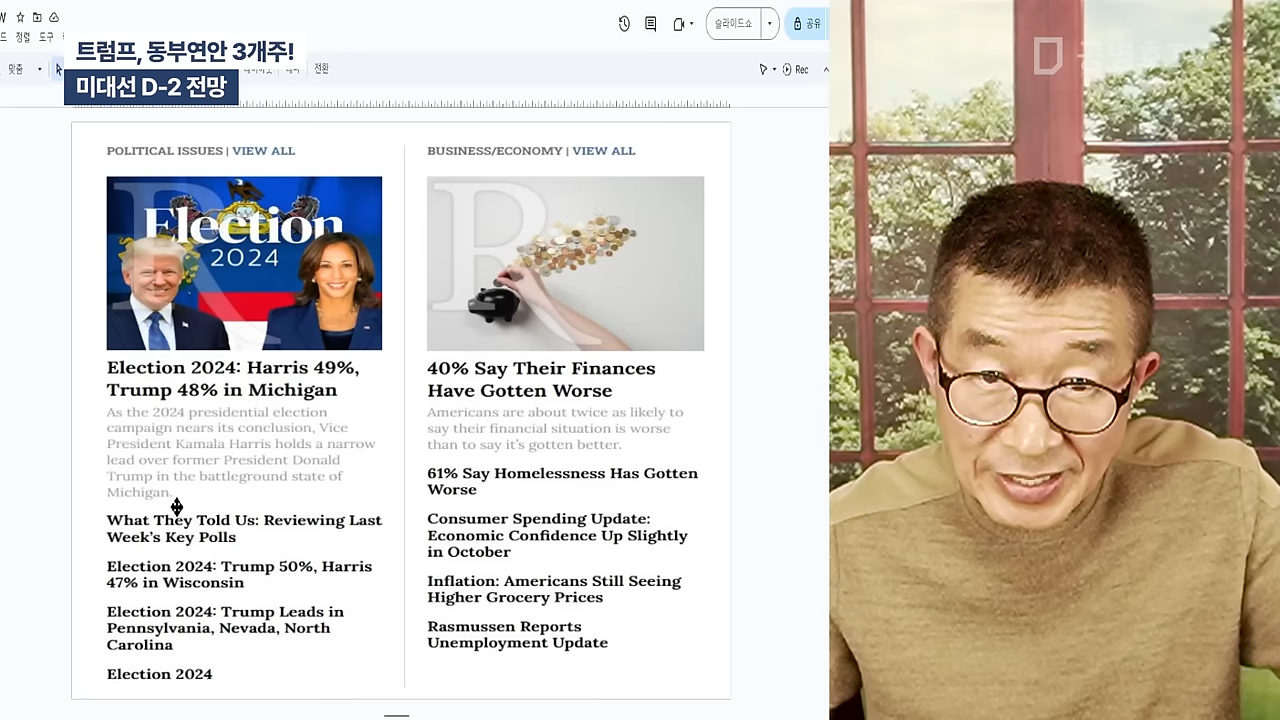 정렬 도구
슬라이드쇼
공유
트럼프, 동부연안 3개주!
맞춤
전환
Rec
미대선 D-2 전망
POLITICAL ISSUES | VIEW ALL
Election
2024
Election 2024: Harris 49%,
Trump 48% in Michigan
As the 2024 presidential election
campaign nears its conclusion, Vice
President Kamala Harris holds a narrow
lead over former President Donald
Trump in the battleground state of
Michigan.
What They Told Us: Reviewing Last
Week's Key Polls
Election 2024: Trump 50%, Harris
47% in Wisconsin
Election 2024: Trump Leads in
Pennsylvania, Nevada, North
Carolina
Election 2024
BUSINESS/ECONOMY | VIEW ALL
R
40% Say Their Finances
Have Gotten Worse
Americans are about twice as likely to
say their financial situation is worse
than to say it's gotten better.
61% Say Homelessness Has Gotten
Worse
Consumer Spending Update:
Economic Confidence Up Slightly
in October
Inflation: Americans Still Seeing
Higher Grocery Prices
Rasmussen Reports
Unemployment Update